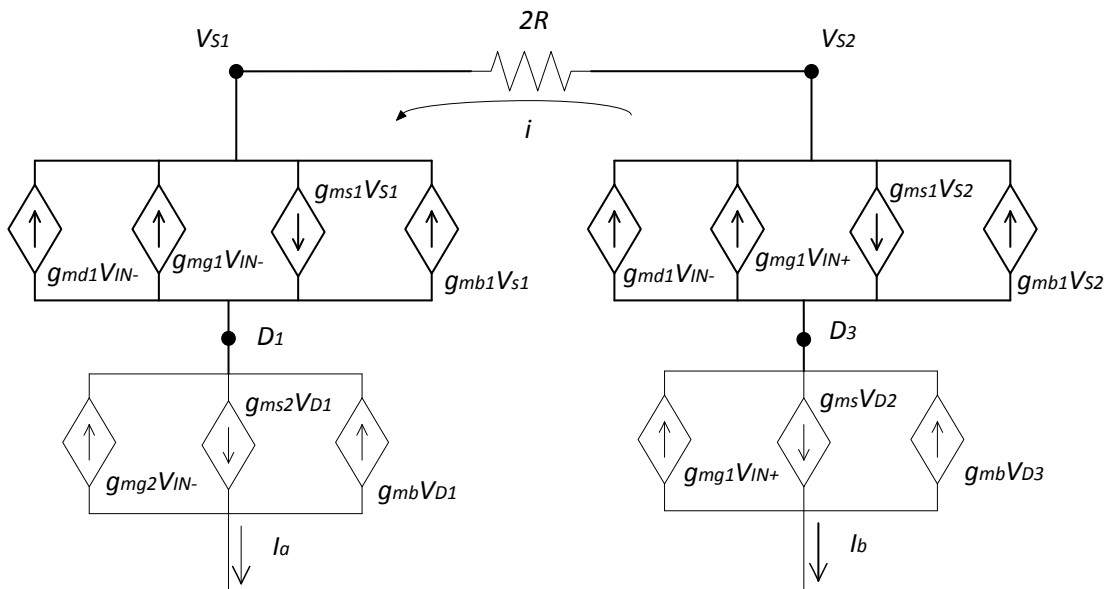 2R
VS1
VS2
i
gms1VS1
gms1VS2
gmd1VIN-
gmg1VIN-
gmb1VS1
gmd1VIN-
gmg1VIN+
gmb1VS2
D1
D3
gms2VD1
gmsVD2
gmg2VIN-
gmbVD1
gmg1VIN+
gmbVD3
Ia
Ib